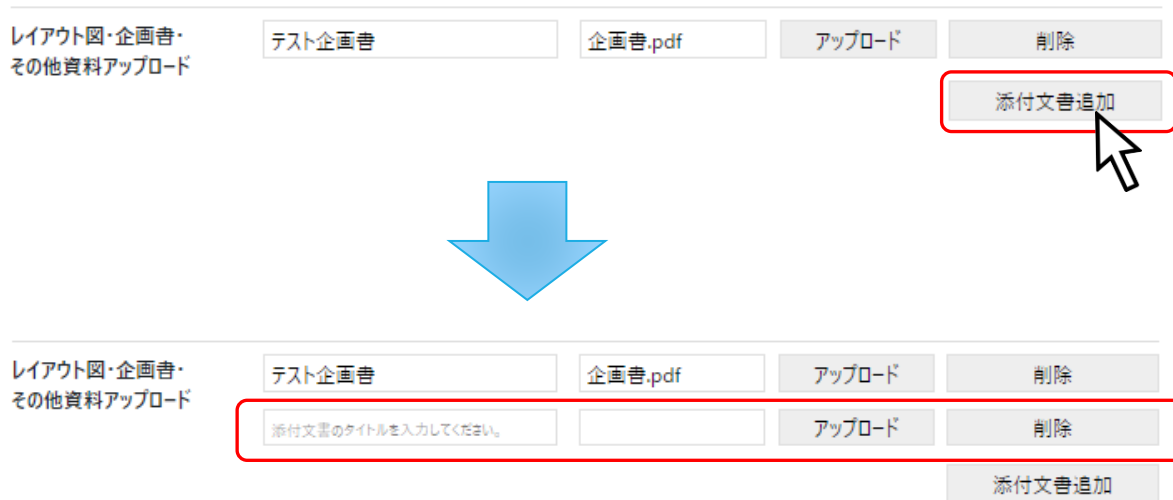 レイアウト図・企画書・ テスト企画書 企画書.pdf アップロード 削除
その他資料アップロード
添付文書追加
レイアウト図・企画書・ テスト企画書 企画書.pdf アップロード 削除
その他資料アップロード
添付文書のタイトルを入力してください。 アップロード 削除
添付文書追加